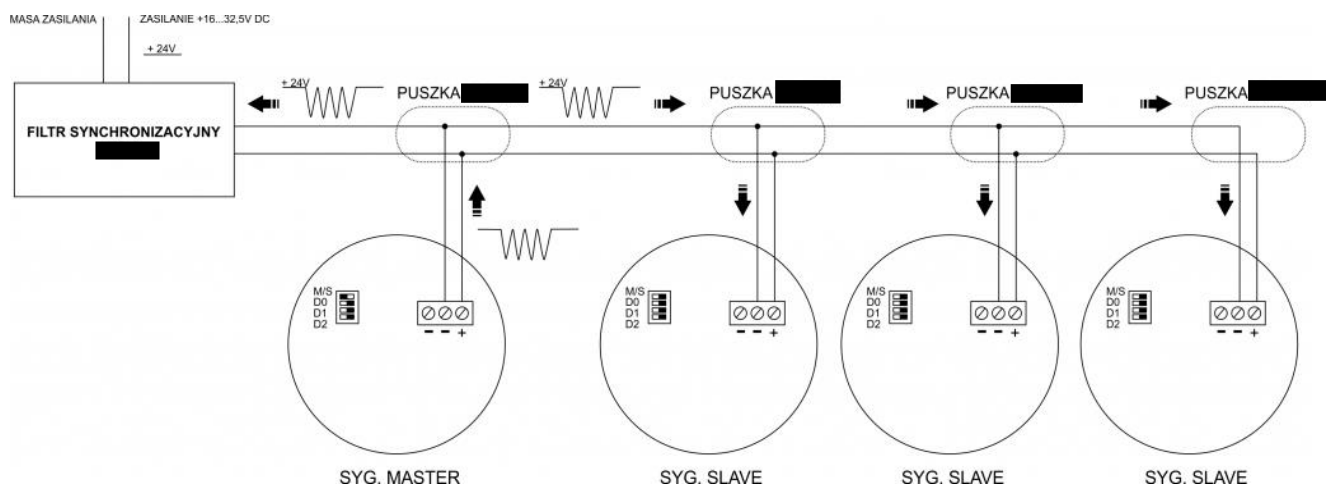 MASA ZASILANIA
ZASILANIE +16...32,5V DC
+ 24V
+ 24V
PUSZKA
+ 24V
PUSZKA
PUSZKA
PUSZKA
FILTR SYNCHRONIZACYJNY
M/S
D0
D1
D2
– – +
M/S
D0
D1
D2
– – +
M/S
D0
D1
D2
– – +
M/S
D0
D1
D2
– – +
SYG. MASTER
SYG. SLAVE
SYG. SLAVE
SYG. SLAVE